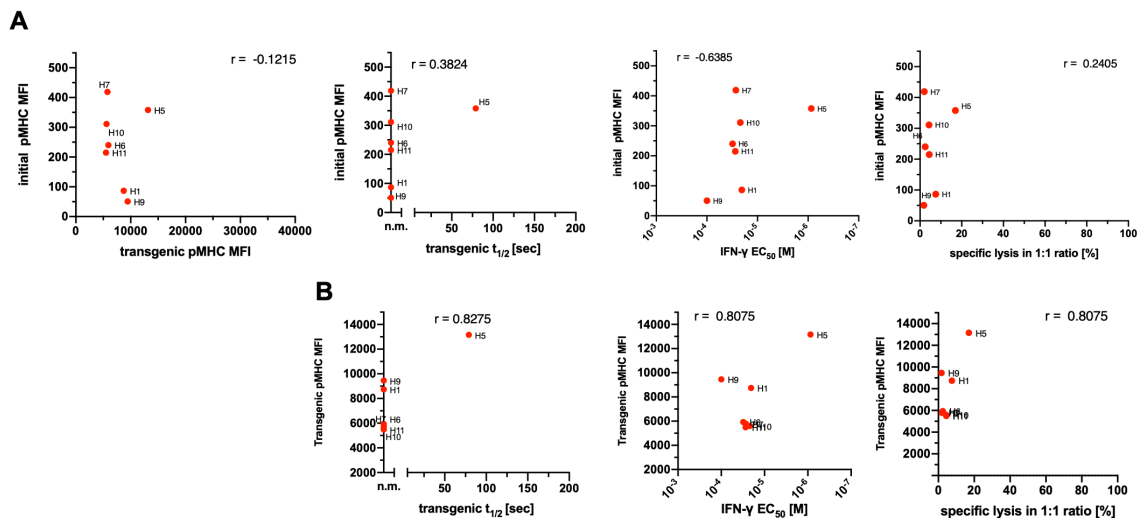 A
r = -0.1215
initial pMHC MFI
500
400
300
200
100
0
H7
H5
H10
H6
H11
H1
H9
0
10000
20000
30000
40000
transgenic pMHC MFI
r = 0.3824
initial pMHC MFI
500
400
300
200
100
0
H7
H5
H10
H6
H11
H1
H9
n.m.
50
100
150
200
transgenic t1/2 [sec]
r = -0.6385
initial pMHC MFI
500
400
300
200
100
0
H7
H5
H10
H6
H11
H1
H9
10-3
10-4
10-5
10-6
10-7
IFN-γ EC50 [M]
r = 0.2405
initial pMHC MFI
500
400
300
200
100
0
H7
H5
H10
H6
H11
H9
H1
0
20
40
60
80
100
specific lysis in 1:1 ratio [%]
B
r = 0.8275
Transgenic pMHC MFI
14000
12000
10000
8000
6000
4000
2000
H5
H9
H1
H7
H6
H11
H10
n.m.
50
100
150
200
transgenic t1/2 [sec]
r = 0.8075
Transgenic pMHC MFI
14000
12000
10000
8000
6000
4000
2000
H5
H9
H1
10-3
10-4
10-5
10-6
10-7
IFN-γ EC50 [M]
r = 0.8075
Transgenic pMHC MFI
14000
12000
10000
8000
6000
4000
2000
H5
H9
H1
0
20
40
60
80
100
specific lysis in 1:1 ratio [%]